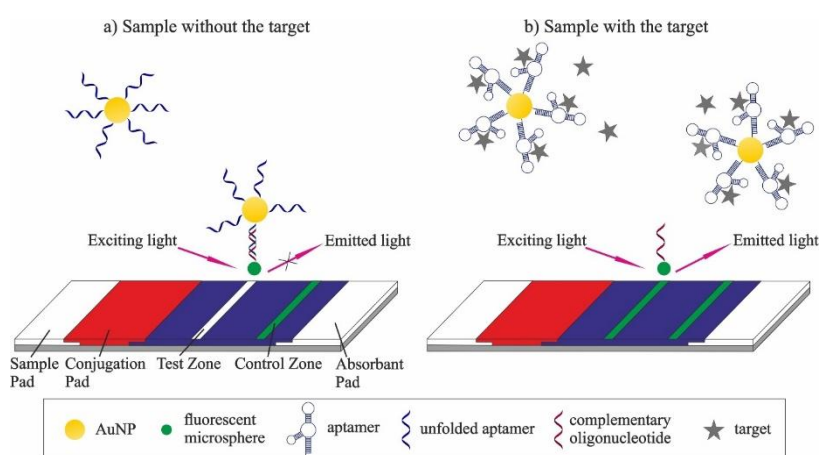 a) Sample without the target
b) Sample with the target
Exciting light
Emitted light
Exciting light
Emitted light
Sample
Pad
Conjugation
Pad
Test Zone
Control Zone
Absorbant
Pad
AuNP
fluorescent
microsphere
aptamer
unfolded aptamer
complementary
oligonucleotide
target